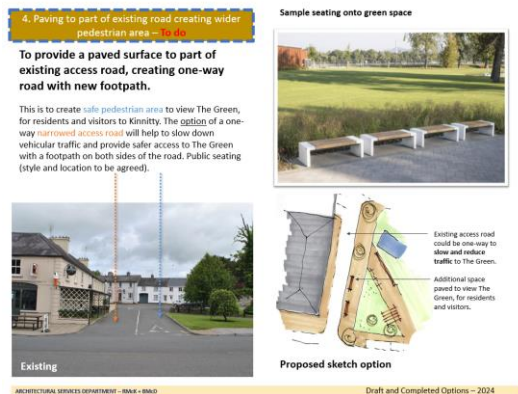 4. Paving to part of existing road creating wider
pedestrian area – To do
To provide a paved surface to part of
existing access road, creating one-way
road with new footpath.
This is to create safe pedestrian area to view The Green,
for residents and visitors to Kinnitty. The option of a one-
way narrowed access road will help to slow down
vehicular traffic and provide safer access to The Green
with a footpath on both sides of the road. Public seating
(style and location to be agreed).
Existing
Sample seating onto green space
Existing access road
could be one-way to
slow and reduce
traffic to The Green.
Additional space
paved to view The
Green, for residents
and visitors.
Proposed sketch option
ARCHITECTURAL SERVICES DEPARTMENT – RMcK + BMcD
Draft and Completed Options – 2024